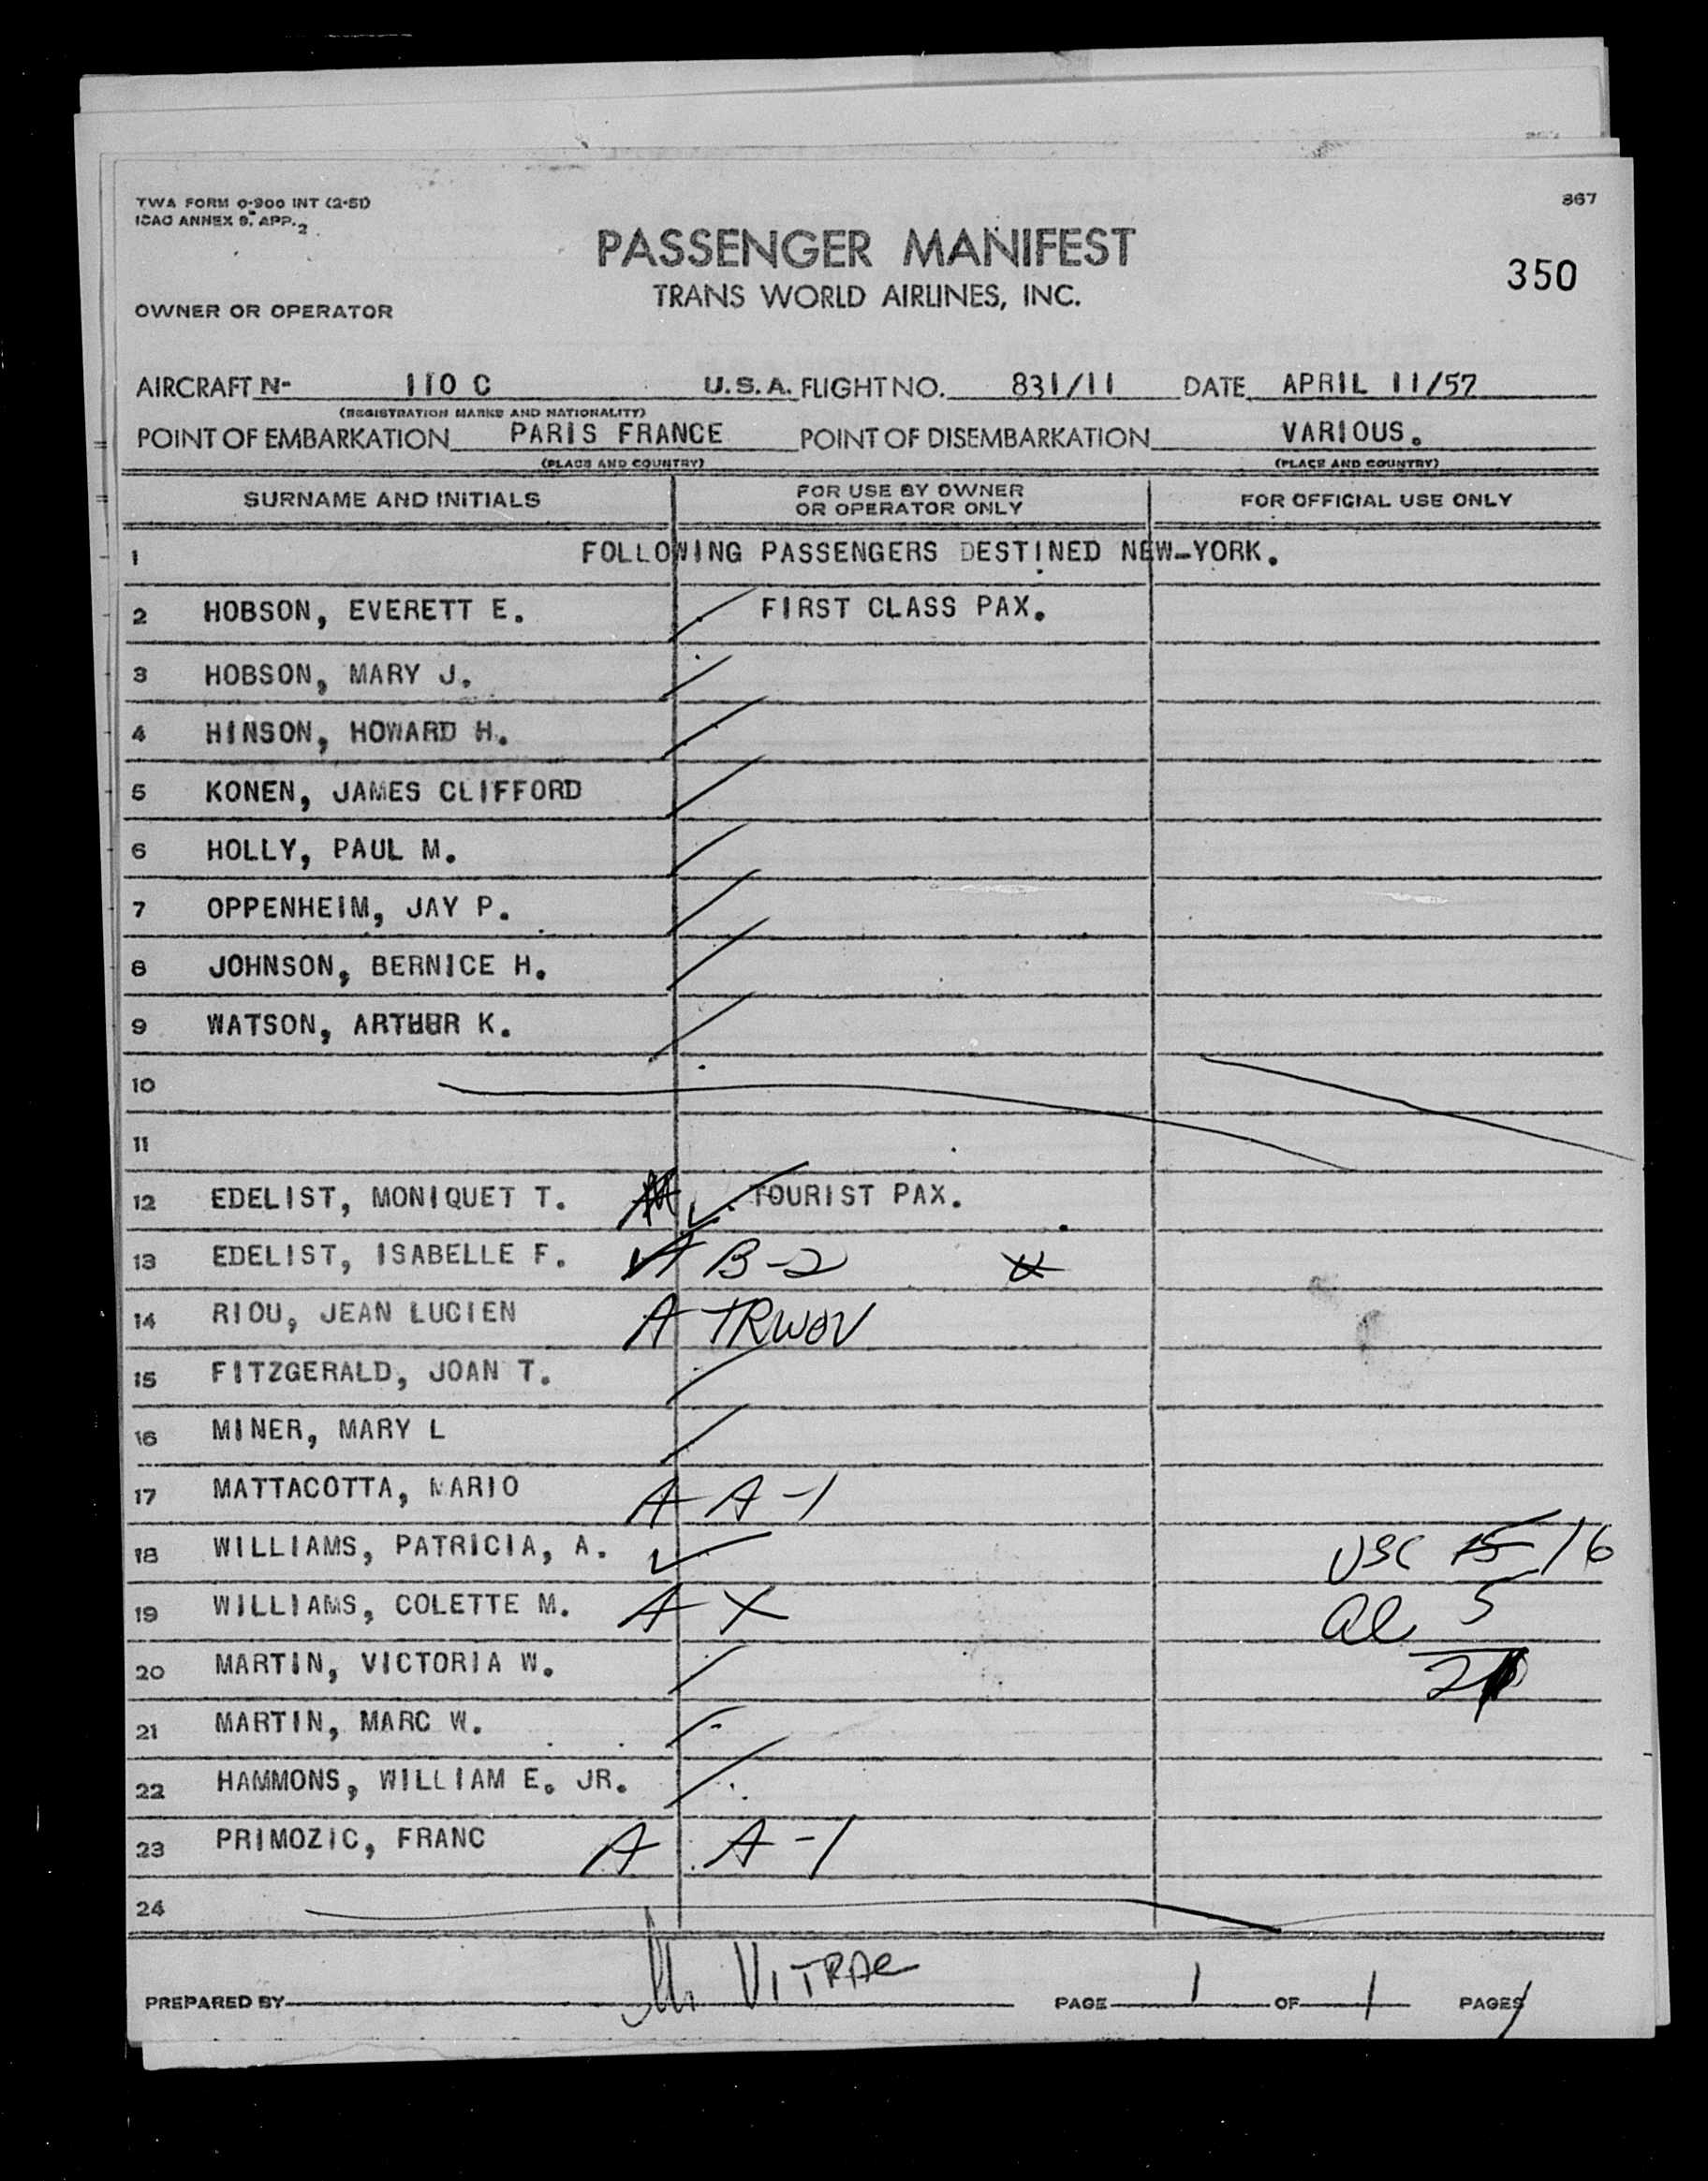 TWA FORM O-900 INT (2-51)
ICAO ANNEX 9. APP. 2
867
PASSENGER MANIFEST
350
TRANS WORLD AIRLINES, INC.
OWNER OR OPERATOR
AIRCRAFT N- 110 C U.S.A. FLIGHT NO. 831/11 DATE APRIL 11/57
(REGISTRATION MARKS AND NATIONALITY)
POINT OF EMBARKATION PARIS FRANCE POINT OF DISEMBARKATION VARIOUS.
(PLACE AND COUNTRY) (PLACE AND COUNTRY)
SURNAME AND INITIALS FOR USE BY OWNER OR OPERATOR ONLY FOR OFFICIAL USE ONLY
1 FOLLOWING PASSENGERS DESTINED NEW-YORK.
2 HOBSON, EVERETT E. FIRST CLASS PAX.
3 HOBSON, MARY J.
4 HINSON, HOWARD H.
5 KONEN, JAMES CLIFFORD
6 HOLLY, PAUL M.
7 OPPENHEIM, JAY P.
8 JOHNSON, BERNICE H.
9 WATSON, ARTHUR K.
10
11
12 EDELIST, MONIQUET T. TOURIST PAX.
13 EDELIST, ISABELLE F. A B-2
14 RIOU, JEAN LUCIEN A TRWOV
15 FITZGERALD, JOAN T.
16 MINER, MARY L
17 MATTACOTTA, MARIO A A-1
18 WILLIAMS, PATRICIA, A. USC 15 16
19 WILLIAMS, COLETTE M. A X al 5
20 MARTIN, VICTORIA W. 21
21 MARTIN, MARC W.
22 HAMMONS, WILLIAM E. JR.
23 PRIMOZIC, FRANC A A-1
24
PREPARED BY M. VITRAC PAGE 1 OF 1 PAGES